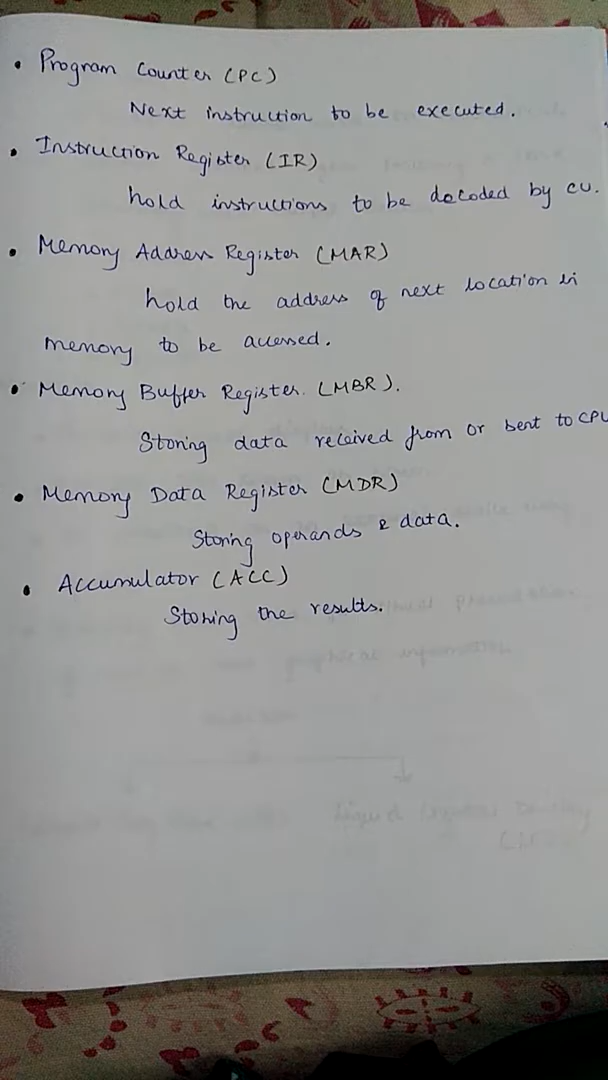 • Program Counter (PC)
Next instruction to be executed.
• Instruction Register (IR)
hold instructions to be decoded by CU.
• Memory Address Register (MAR)
hold the address of next location in
memory to be accessed.
• Memory Buffer Register. (MBR).
Storing data received from or sent to CPU
• Memory Data Register (MDR)
Storing operands & data.
• Accumulator (ACC)
Storing the results.